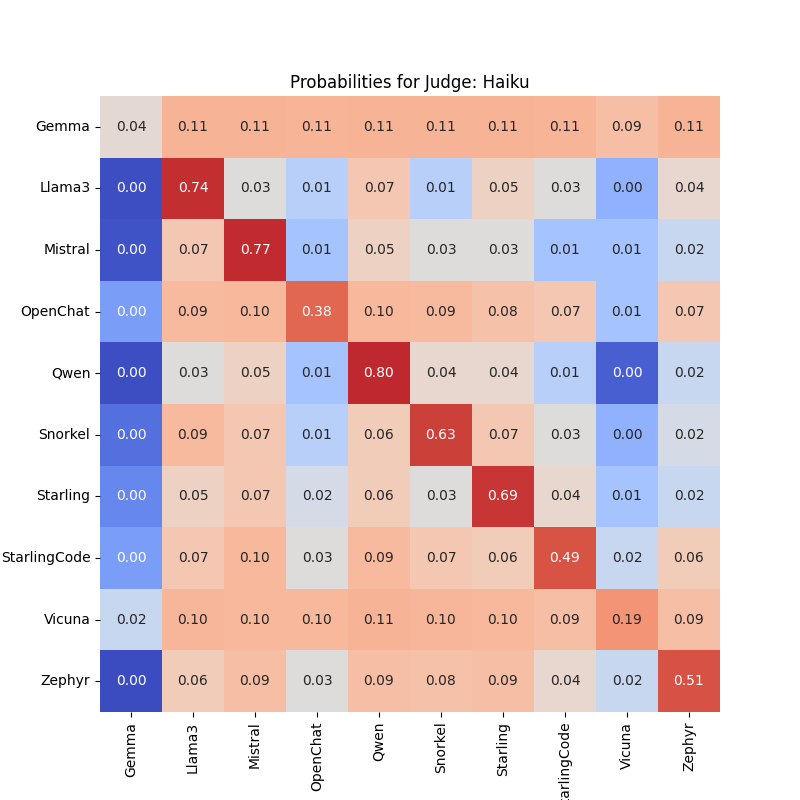 Probabilities for Judge: Haiku
Gemma 0.04 0.11 0.11 0.11 0.11 0.11 0.11 0.11 0.09 0.11
Llama3 0.00 0.74 0.03 0.01 0.07 0.01 0.05 0.03 0.00 0.04
Mistral 0.00 0.07 0.77 0.01 0.05 0.03 0.03 0.01 0.01 0.02
OpenChat 0.00 0.09 0.10 0.38 0.10 0.09 0.08 0.07 0.01 0.07
Qwen 0.00 0.03 0.05 0.01 0.80 0.04 0.04 0.01 0.00 0.02
Snorkel 0.00 0.09 0.07 0.01 0.06 0.63 0.07 0.03 0.00 0.02
Starling 0.00 0.05 0.07 0.02 0.06 0.03 0.69 0.04 0.01 0.02
StarlingCode 0.00 0.07 0.10 0.03 0.09 0.07 0.06 0.49 0.02 0.06
Vicuna 0.02 0.10 0.10 0.10 0.11 0.10 0.10 0.09 0.19 0.09
Zephyr 0.00 0.06 0.09 0.03 0.09 0.08 0.09 0.04 0.02 0.51
Gemma Llama3 Mistral OpenChat Qwen Snorkel Starling arlingCode Vicuna Zephyr